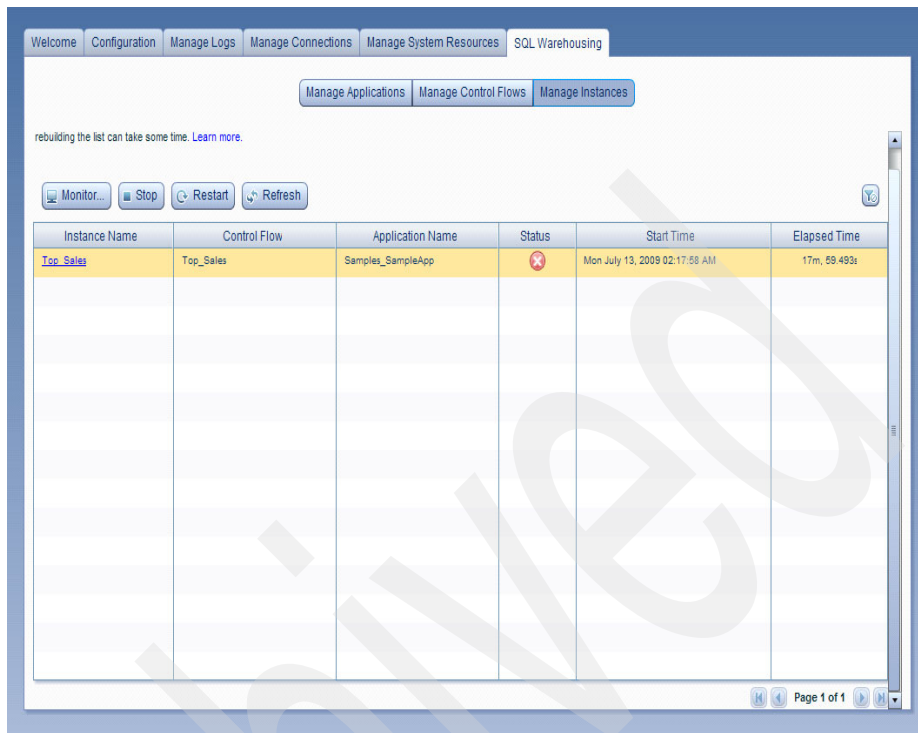 Welcome Configuration Manage Logs Manage Connections Manage System Resources SQL Warehousing
Manage Applications Manage Control Flows Manage Instances
rebuilding the list can take some time. Learn more.
Monitor... Stop Restart Refresh
Instance Name Control Flow Application Name Status Start Time Elapsed Time
Top_Sales Top_Sales Samples_SampleApp Mon July 13, 2009 02:17:58 AM 17m, 59.493s
Page 1 of 1
hived